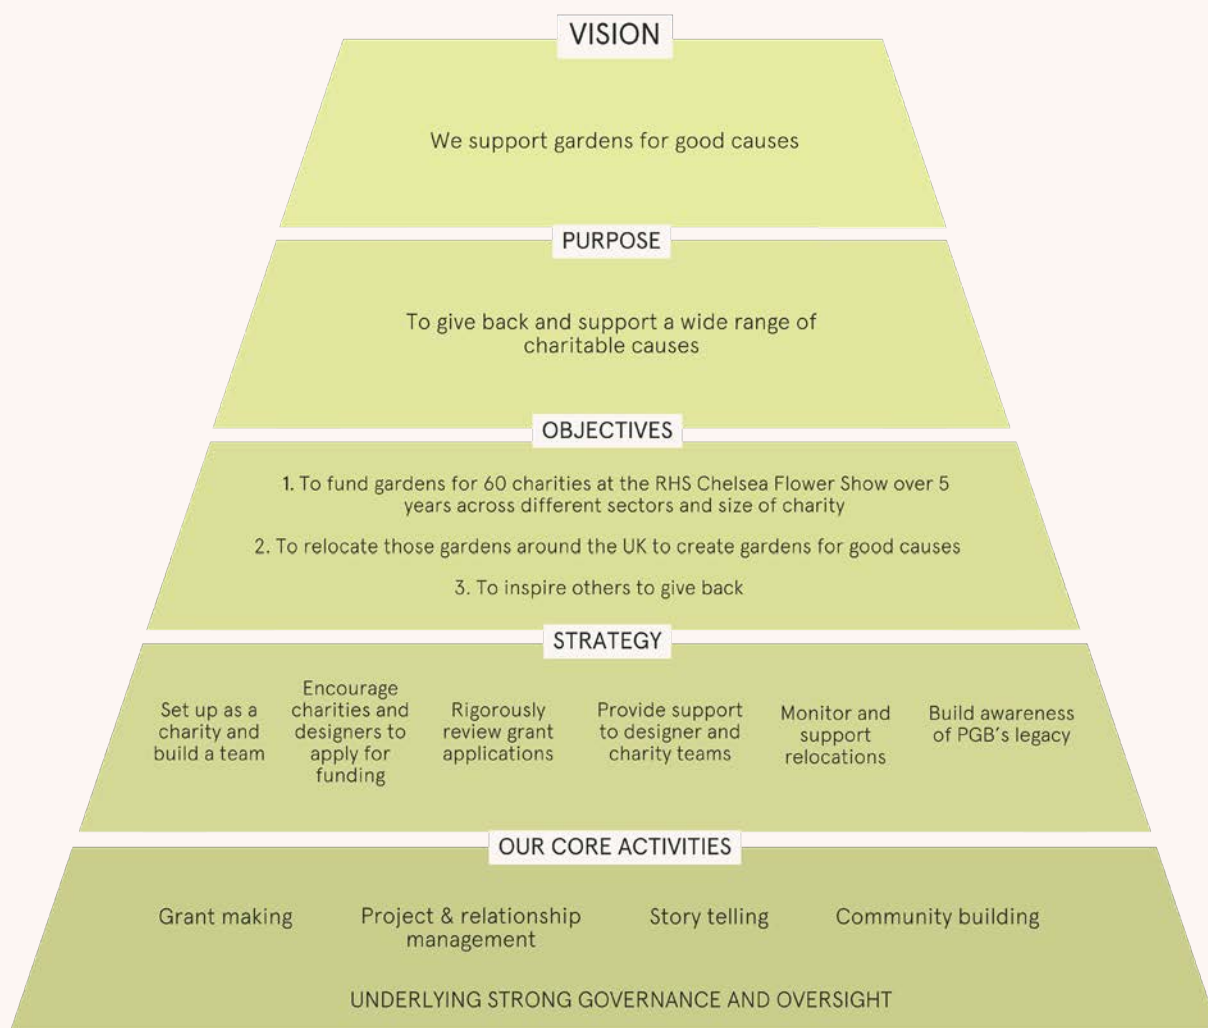 VISION
We support gardens for good causes
PURPOSE
To give back and support a wide range of
charitable causes
OBJECTIVES
1. To fund gardens for 60 charities at the RHS Chelsea Flower Show over 5
years across different sectors and size of charity
2. To relocate those gardens around the UK to create gardens for good causes
3. To inspire others to give back
STRATEGY
Set up as a
charity and
build a team
Encourage
charities and
designers to
apply for
funding
Rigorously
review grant
applications
Provide support
to designer and
charity teams
Monitor and
support
relocations
Build awareness
of PGB's legacy
OUR CORE ACTIVITIES
Grant making
Project & relationship
management
Story telling
Community building
UNDERLYING STRONG GOVERNANCE AND OVERSIGHT